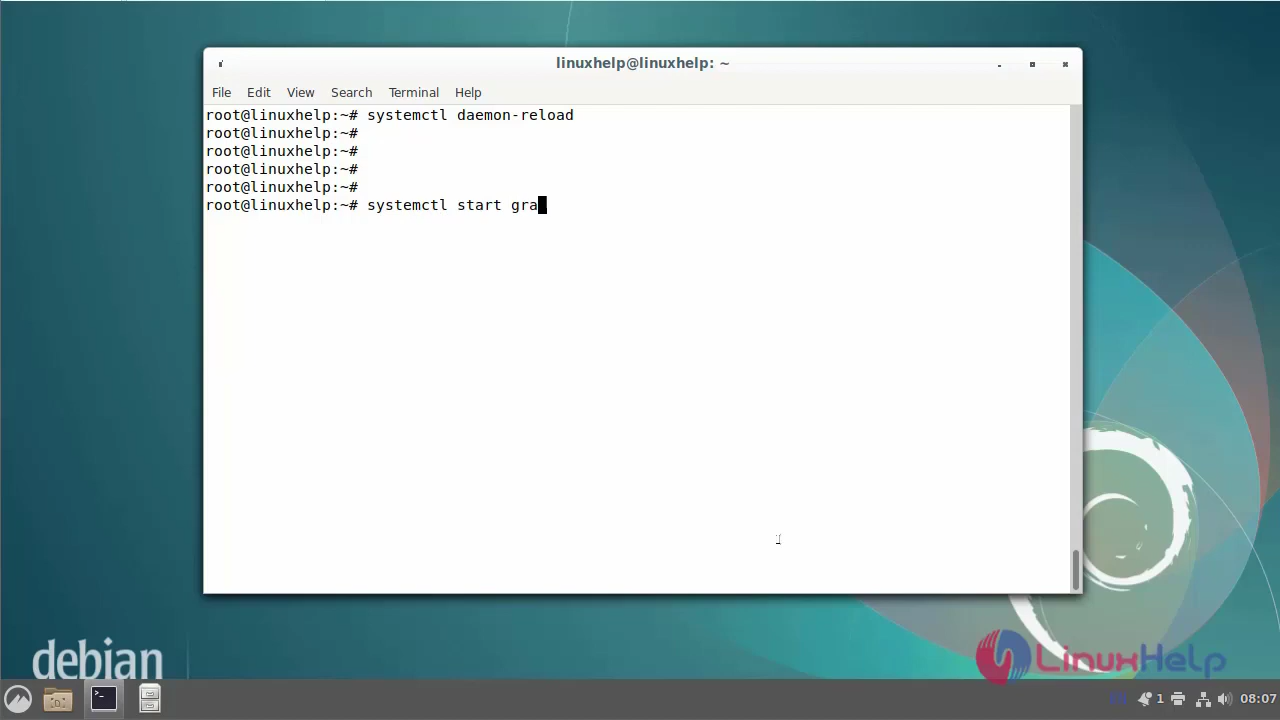 linuxhelp@linuxhelp: ~
File Edit View Search Terminal Help
root@linuxhelp:~# systemctl daemon-reload
root@linuxhelp:~#
root@linuxhelp:~#
root@linuxhelp:~#
root@linuxhelp:~#
root@linuxhelp:~# systemctl start gra
debian
LinuxHelp
EN 1 08:07